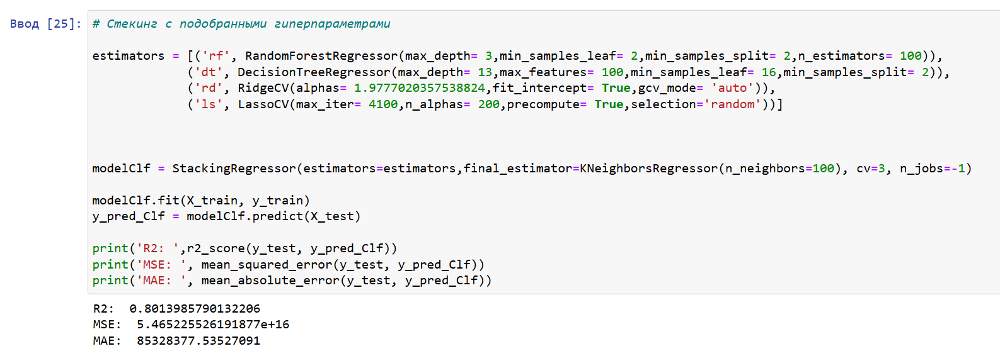 Ввод [25]:
# Стекинг с подобранными гиперпараметрами
estimators = [('rf', RandomForestRegressor(max_depth= 3,min_samples_leaf= 2,min_samples_split= 2,n_estimators= 100)),
('dt', DecisionTreeRegressor(max_depth= 13,max_features= 100,min_samples_leaf= 16,min_samples_split= 2)),
('rd', RidgeCV(alphas= 1.9777020357538824,fit_intercept= True,gcv_mode= 'auto')),
('ls', LassoCV(max_iter= 4100,n_alphas= 200,precompute= True,selection='random'))]
modelClf = StackingRegressor(estimators=estimators,final_estimator=KNeighborsRegressor(n_neighbors=100), cv=3, n_jobs=-1)
modelClf.fit(X_train, y_train)
y_pred_Clf = modelClf.predict(X_test)
print('R2: ',r2_score(y_test, y_pred_Clf))
print('MSE: ', mean_squared_error(y_test, y_pred_Clf))
print('MAE: ', mean_absolute_error(y_test, y_pred_Clf))
R2:  0.8013985790132206
MSE:  5.465225526191877e+16
MAE:  85328377.53527091